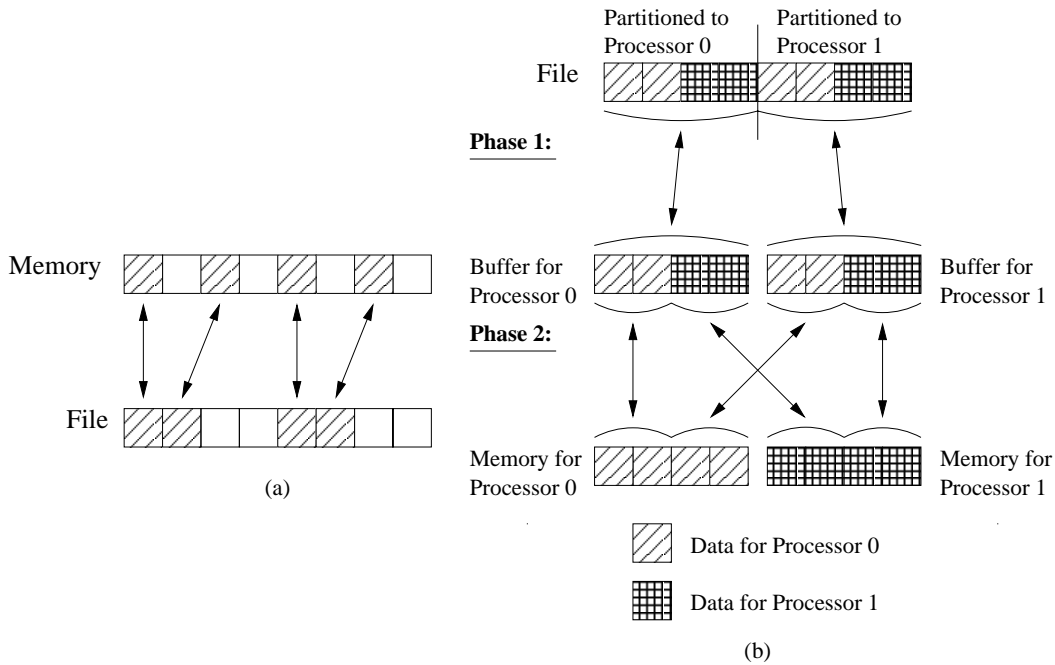 Memory
File
(a)
Partitioned to
Processor 0
Partitioned to
Processor 1
File
Phase 1:
Buffer for
Processor 0
Buffer for
Processor 1
Phase 2:
Memory for
Processor 0
Memory for
Processor 1
Data for Processor 0
Data for Processor 1
(b)